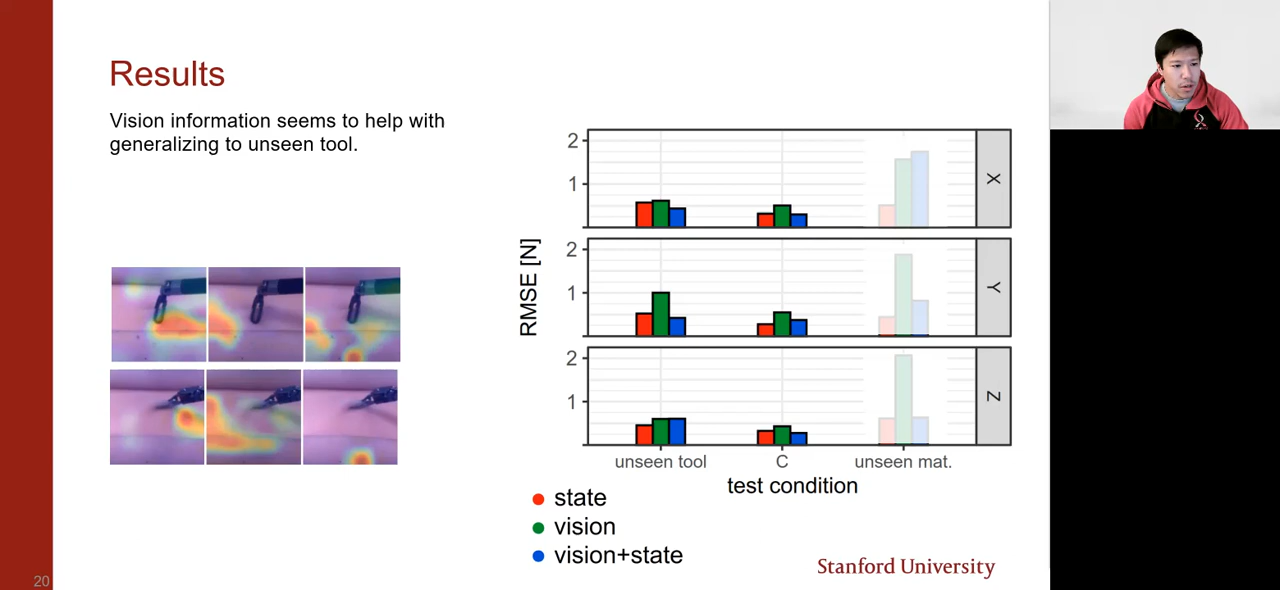 Results
Vision information seems to help with
generalizing to unseen tool.
RMSE [N]
2
1
X
2
1
Y
2
1
Z
unseen tool C unseen mat.
test condition
state
vision
vision+state
Stanford University
20